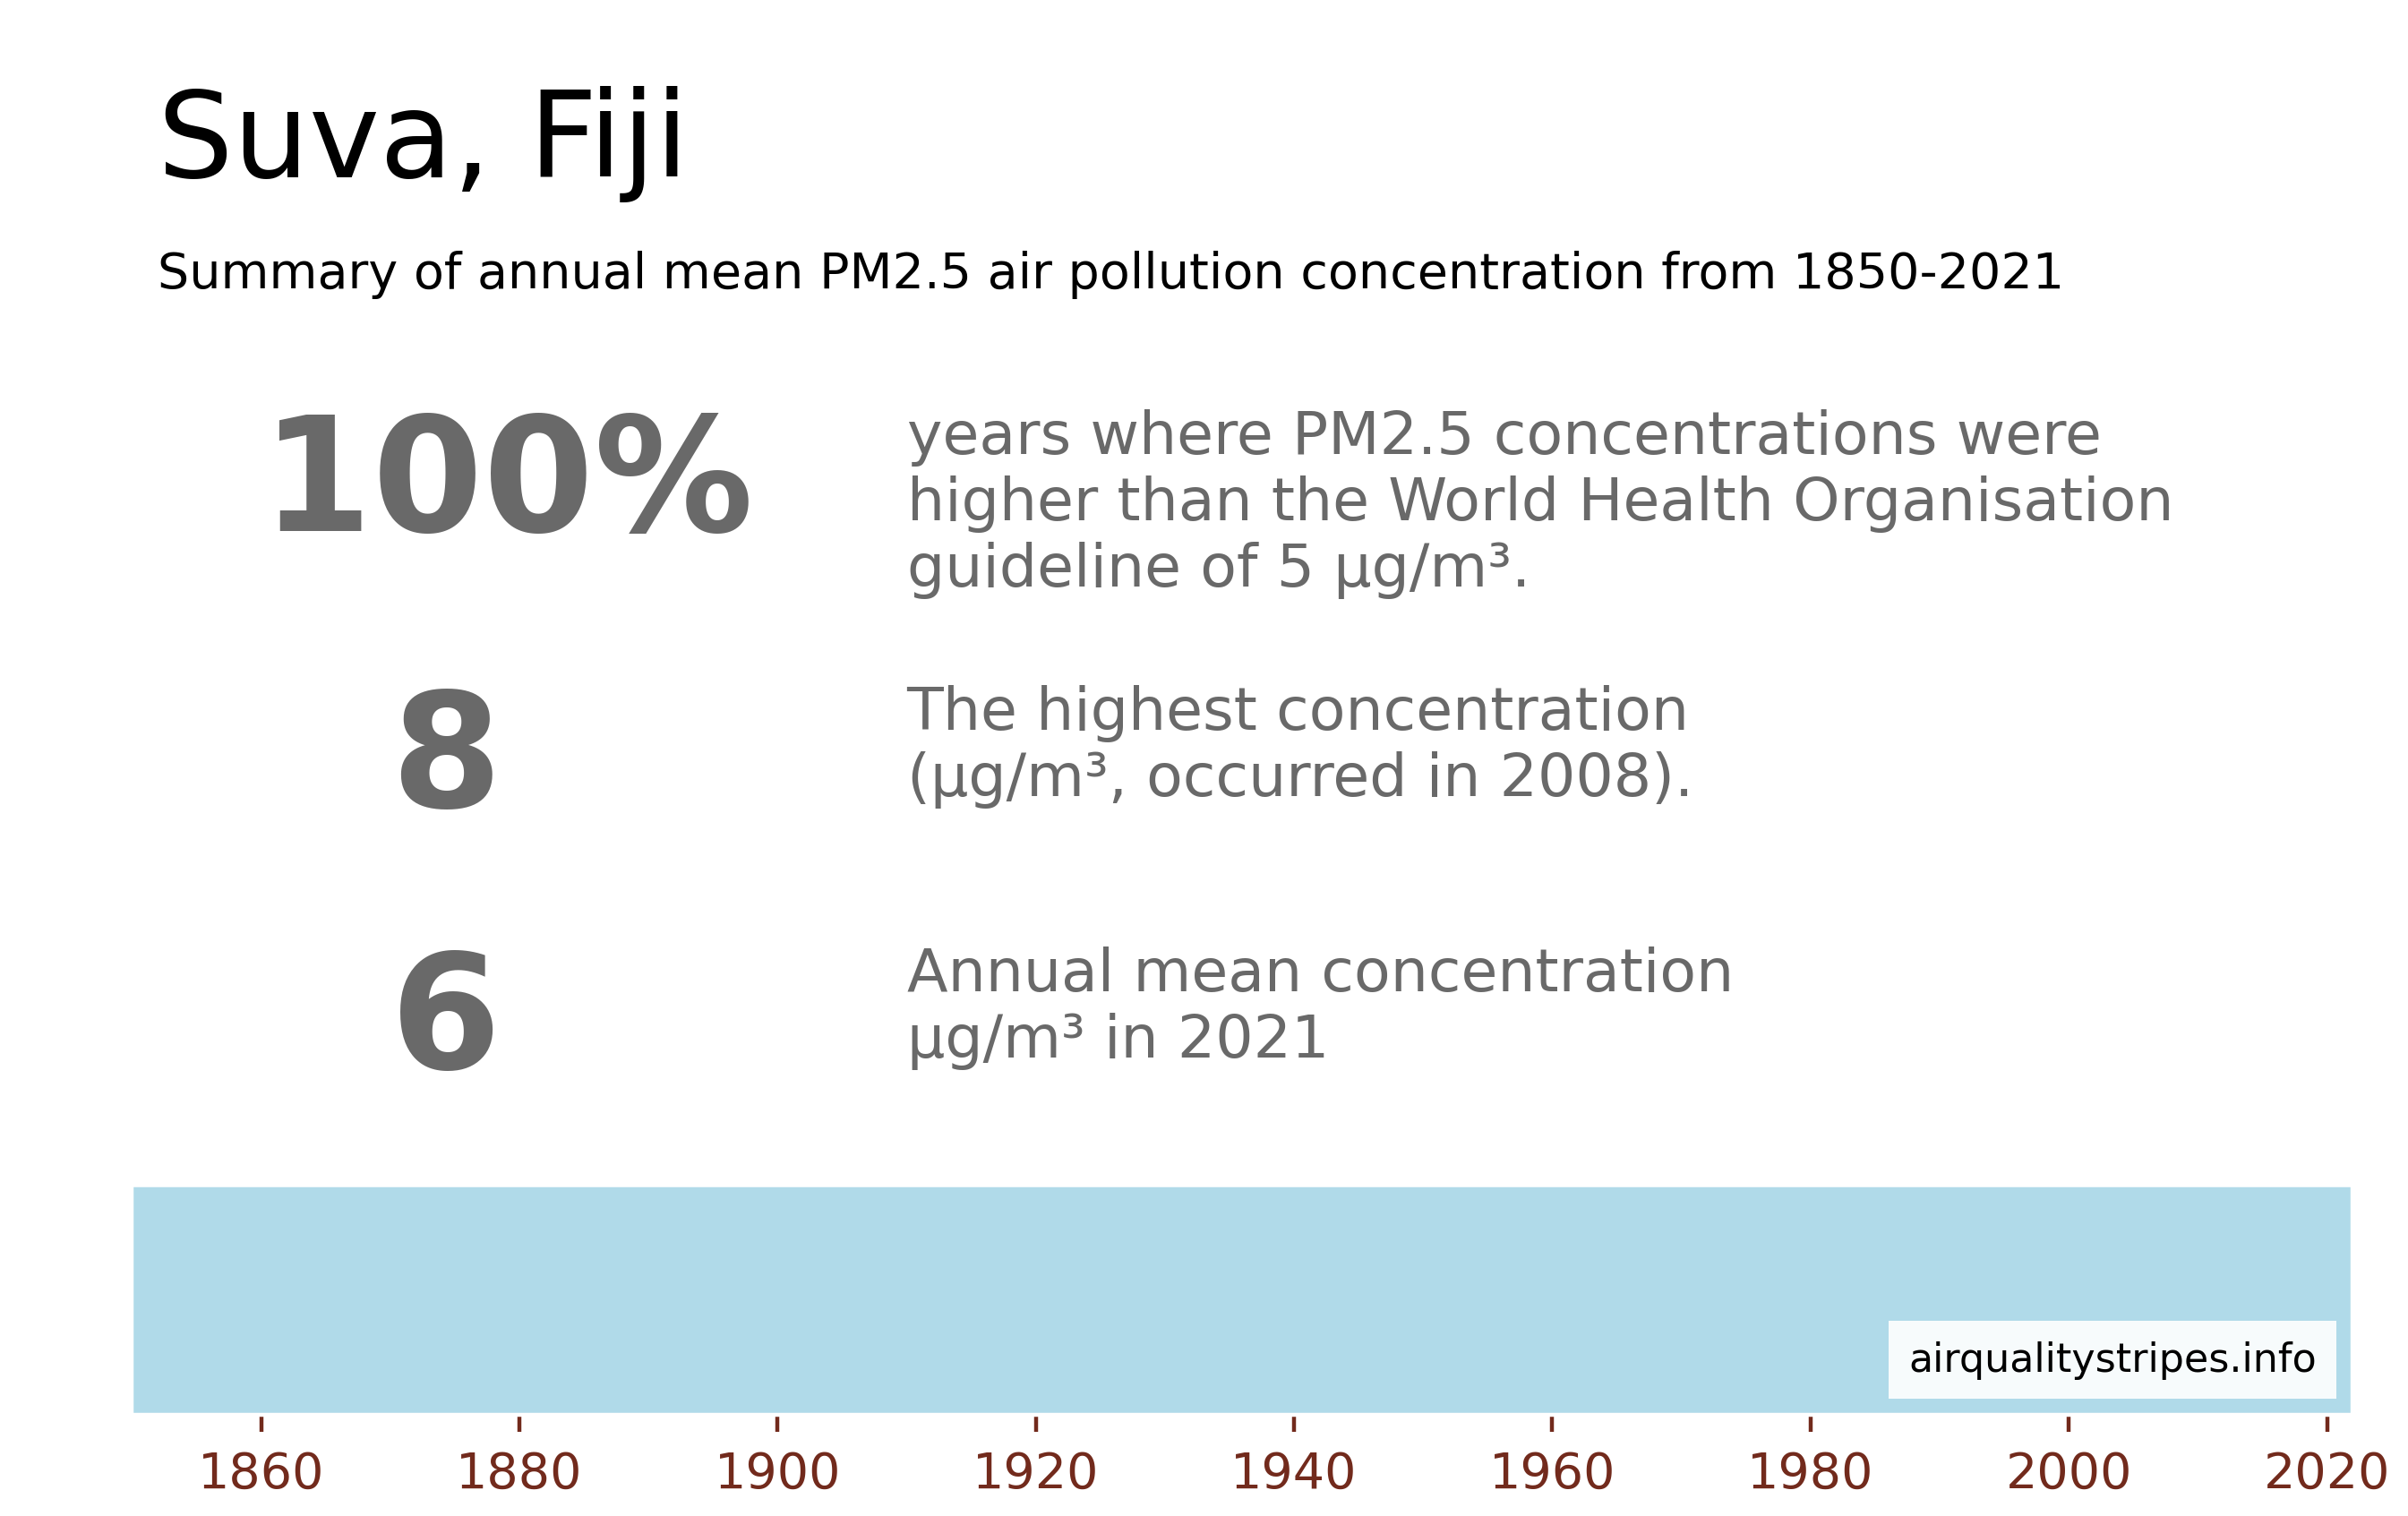 Suva, Fiji
Summary of annual mean PM2.5 air pollution concentration from 1850-2021
100%
years where PM2.5 concentrations were
higher than the World Health Organisation
guideline of 5 µg/m³.
8
The highest concentration
(µg/m³, occurred in 2008).
6
Annual mean concentration
µg/m³ in 2021
airqualitystripes.info
1860 1880 1900 1920 1940 1960 1980 2000 2020